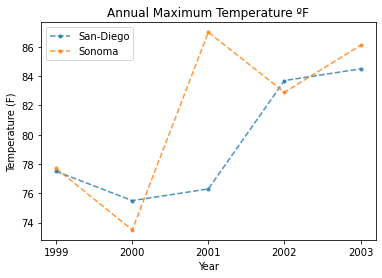 Annual Maximum Temperature ºF
San-Diego
Sonoma
Temperature (F)
86
84
82
80
78
76
74
1999 2000 2001 2002 2003
Year